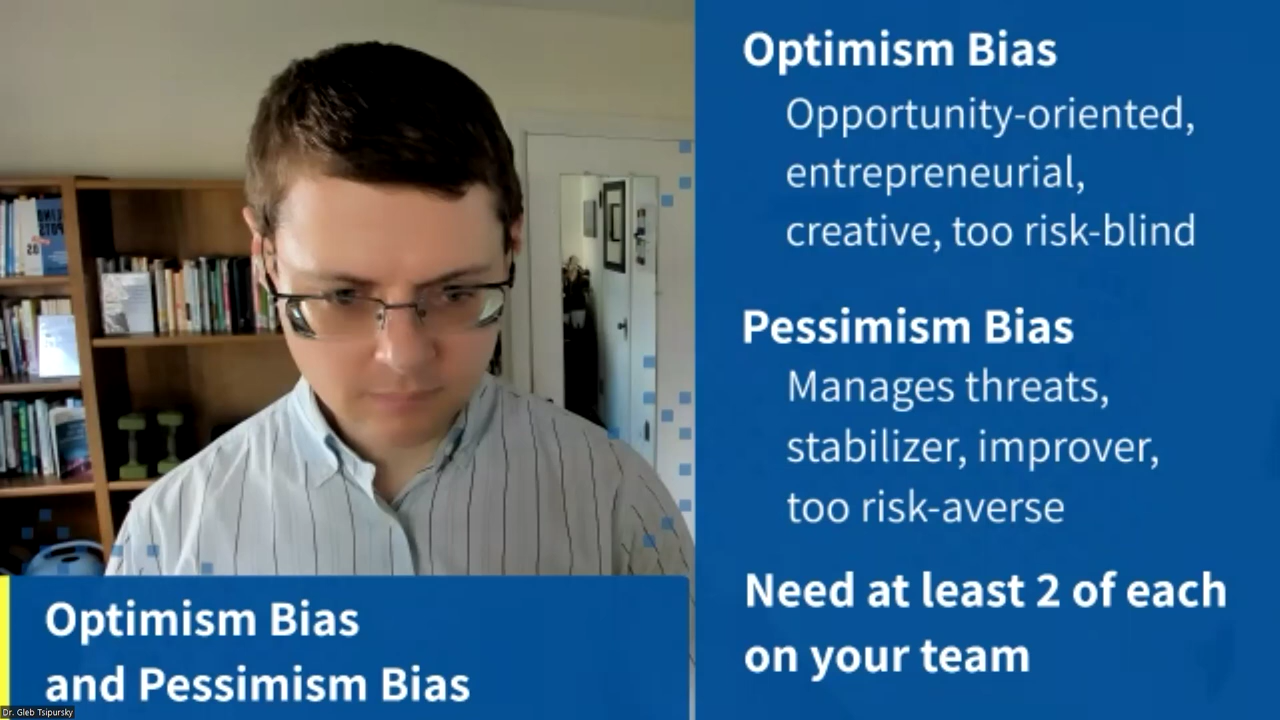 Optimism Bias
Opportunity-oriented,
entrepreneurial,
creative, too risk-blind
Pessimism Bias
Manages threats,
stabilizer, improver,
too risk-averse
Need at least 2 of each
on your team
Optimism Bias
and Pessimism Bias
Dr. Gleb Tsipursky